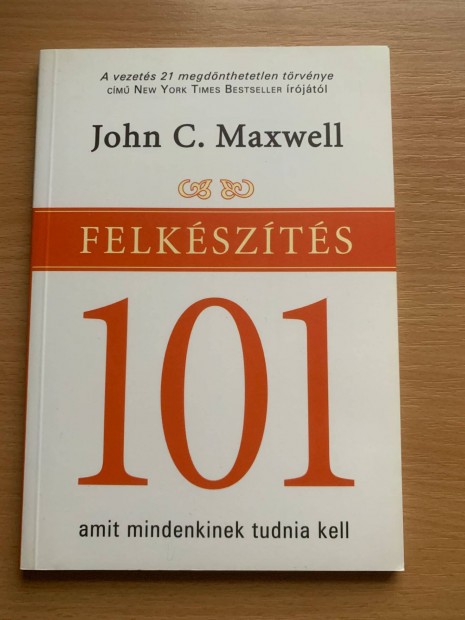 A vezetés 21 megdönthetetlen törvénye
című New York Times Bestseller írójától
John C. Maxwell
FELKÉSZÍTÉS
101
amit mindenkinek tudnia kell